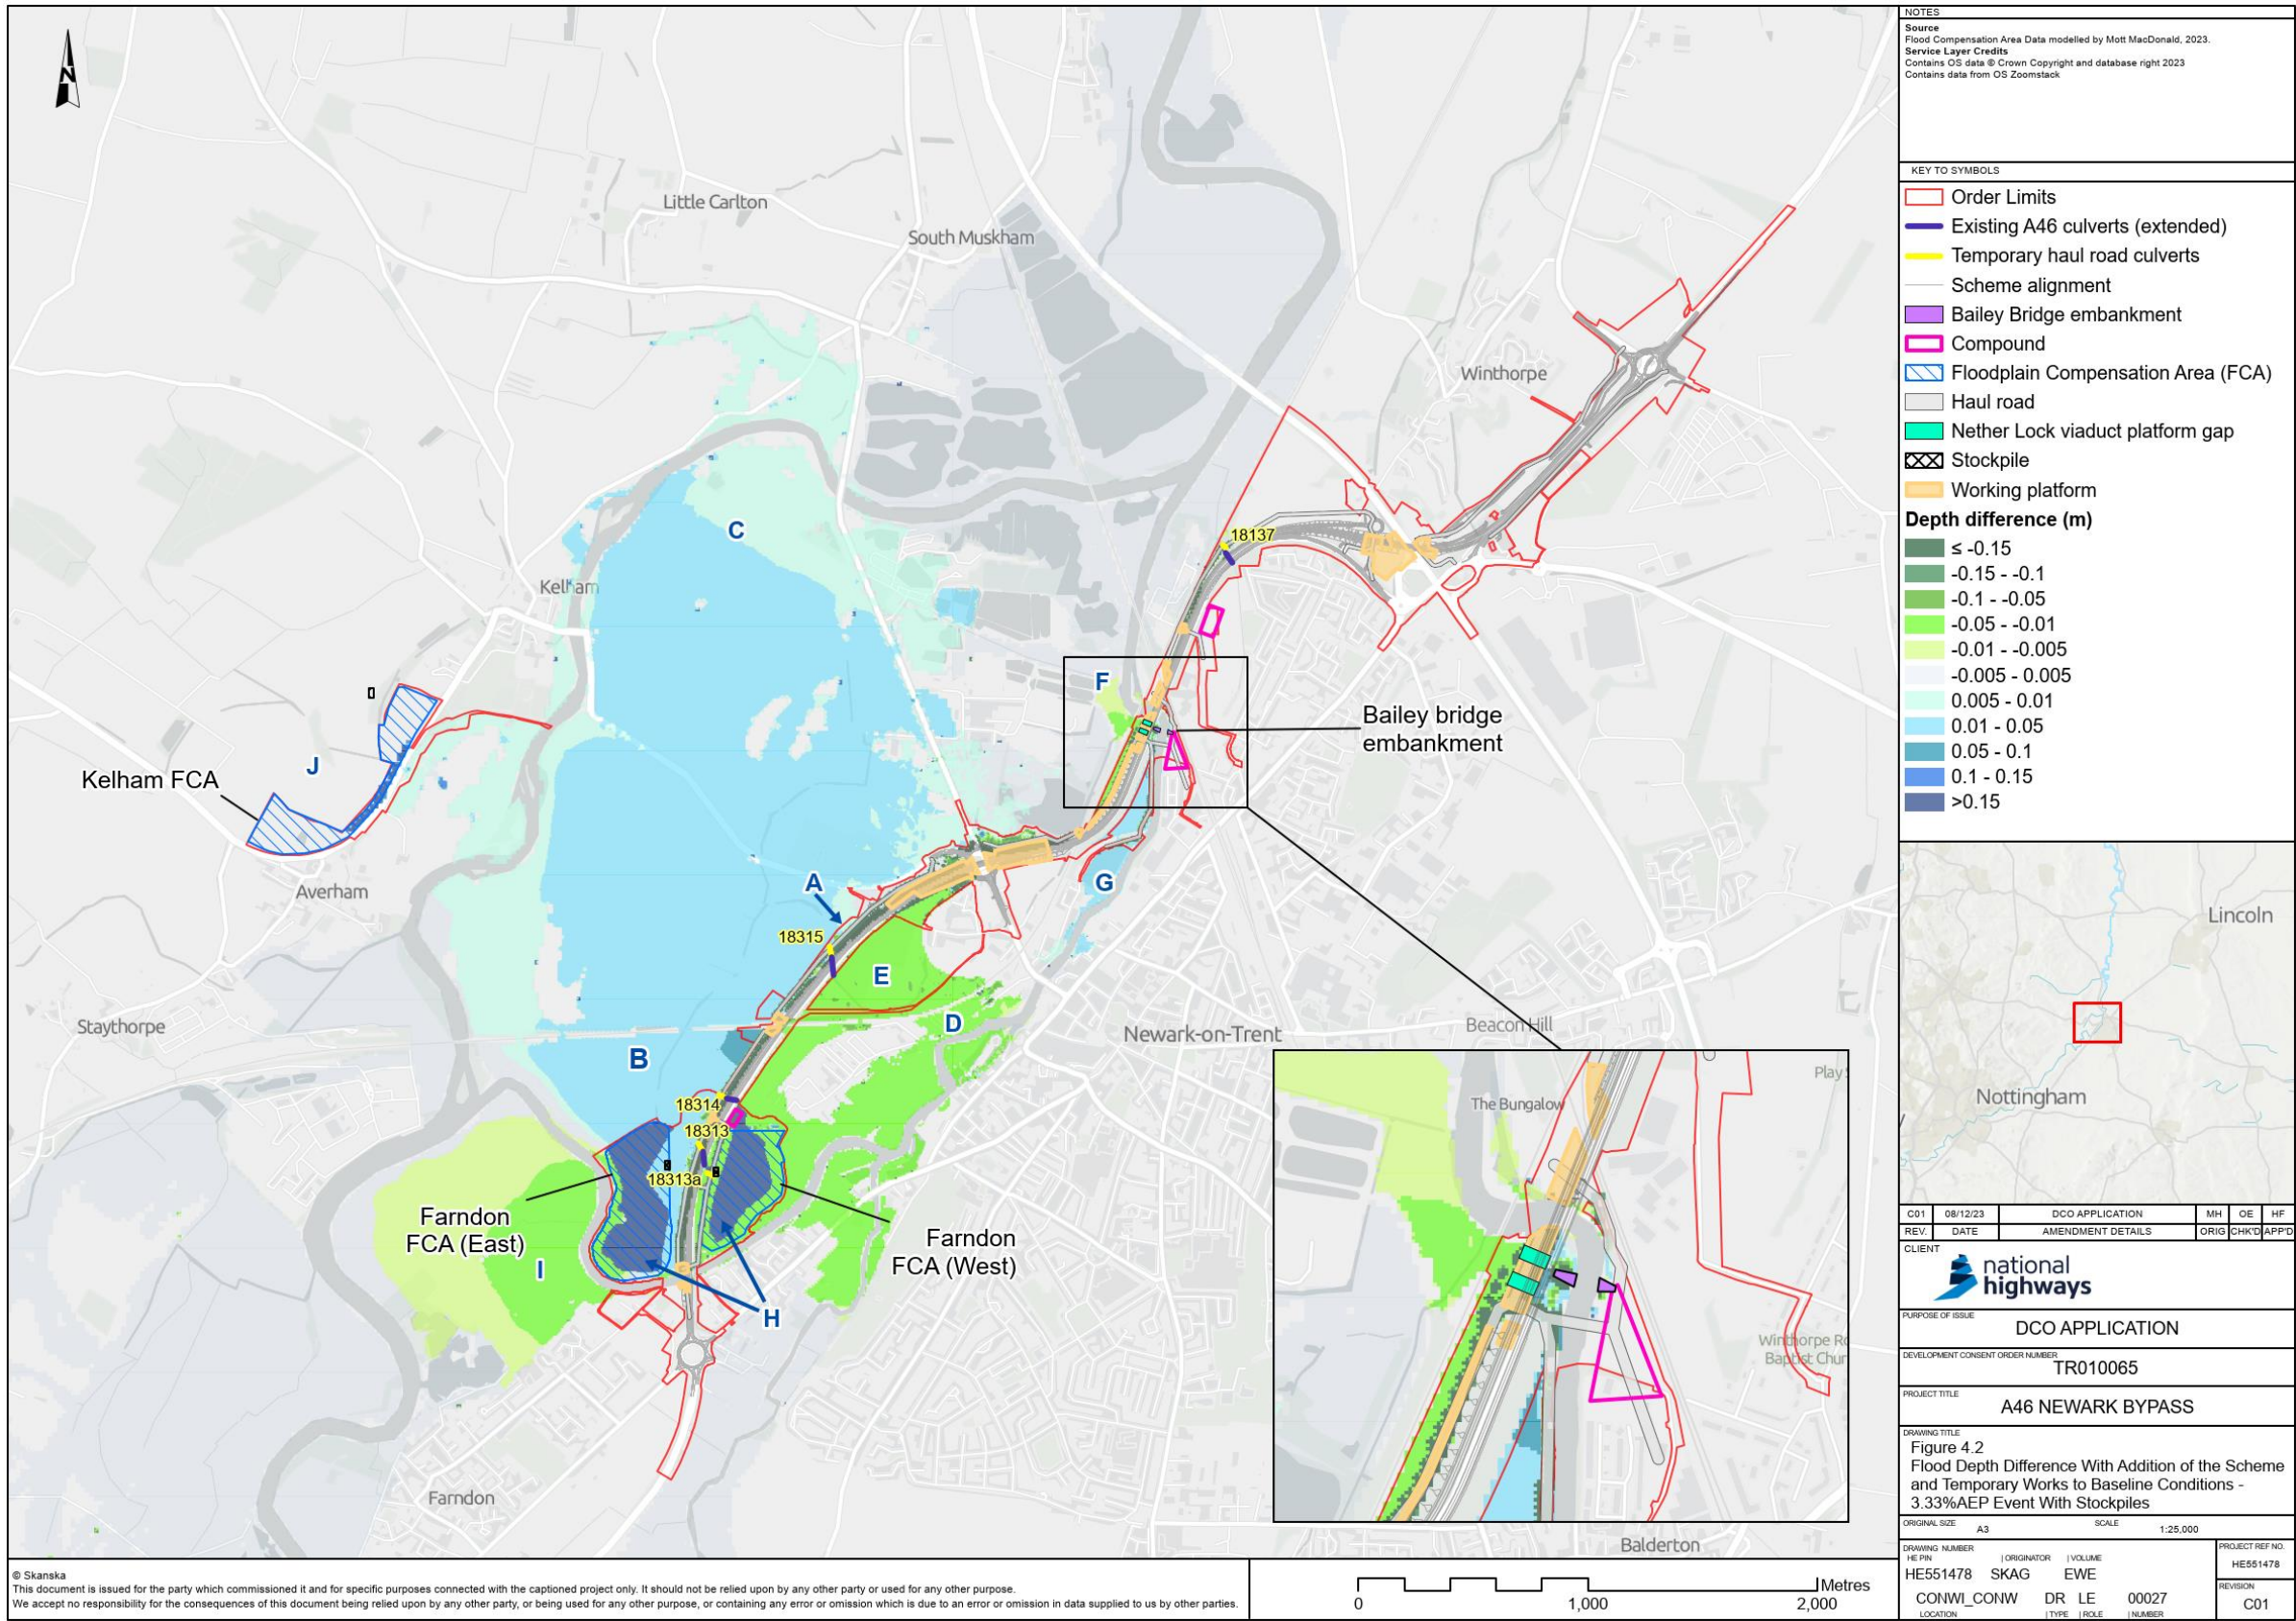 N
Little Carlton
South Muskham
Winthorpe
C
18137
Kelham
F
Bailey bridge
embankment
J
Kelham FCA
A
G
Averham
18315
E
Staythorpe
D
Newark-on-Trent
Beacon Hill
B
18314
18313
18313a
Farndon
FCA (East)
Farndon
FCA (West)
I
H
Farndon
Balderton
The Bungalow
Winthorpe
NOTES
Source
Flood Compensation Area Data modelled by Mott MacDonald, 2023.
Service Layer Credits
Contains OS data © Crown Copyright and database right 2023
Contains data from OS Zoomstack
KEY TO SYMBOLS
Order Limits
Existing A46 culverts (extended)
Temporary haul road culverts
Scheme alignment
Bailey Bridge embankment
Compound
Floodplain Compensation Area (FCA)
Haul road
Nether Lock viaduct platform gap
Stockpile
Working platform
Depth difference (m)
≤ -0.15
-0.15 - -0.1
-0.1 - -0.05
-0.05 - -0.01
-0.01 - -0.005
-0.005 - 0.005
0.005 - 0.01
0.01 - 0.05
0.05 - 0.1
0.1 - 0.15
>0.15
Lincoln
Nottingham
C01 08/12/23 DCO APPLICATION MH OE HF
REV. DATE AMENDMENT DETAILS ORIG CHK'D APP'D
CLIENT
national
highways
PURPOSE OF ISSUE
DCO APPLICATION
DEVELOPMENT CONSENT ORDER NUMBER
TR010065
PROJECT TITLE
A46 NEWARK BYPASS
DRAWING TITLE
Figure 4.2
Flood Depth Difference With Addition of the Scheme
and Temporary Works to Baseline Conditions -
3.33%AEP Event With Stockpiles
ORIGINAL SIZE A3 SCALE 1:25,000
DRAWING NUMBER
HE PIN | ORIGINATOR | VOLUME
HE551478 SKAG EWE
CONWI_CONW DR LE 00027
LOCATION | TYPE | ROLE | NUMBER
PROJECT REF NO.
HE551478
REVISION
C01
© Skanska
This document is issued for the party which commissioned it and for specific purposes connected with the captioned project only. It should not be relied upon by any other party or used for any other purpose.
We accept no responsibility for the consequences of this document being relied upon by any other party, or being used for any other purpose, or containing any error or omission which is due to an error or omission in data supplied to us by other parties.
Metres
0 1,000 2,000